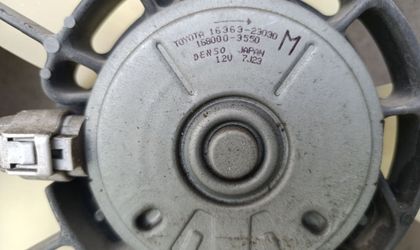 TOYOTA 16363-23030
168000-3550
DENSO JAPAN
12V 7J23
M